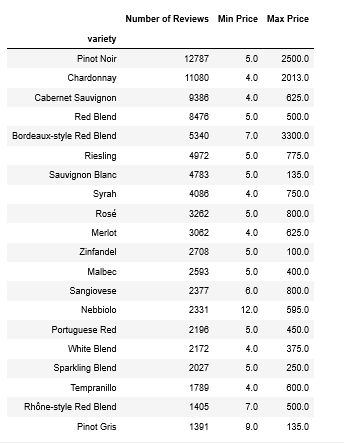 Number of Reviews Min Price Max Price
variety
Pinot Noir 12787 5.0 2500.0
Chardonnay 11080 4.0 2013.0
Cabernet Sauvignon 9386 4.0 625.0
Red Blend 8476 5.0 500.0
Bordeaux-style Red Blend 5340 7.0 3300.0
Riesling 4972 5.0 775.0
Sauvignon Blanc 4783 5.0 135.0
Syrah 4086 4.0 750.0
Rosé 3262 5.0 800.0
Merlot 3062 4.0 625.0
Zinfandel 2708 5.0 100.0
Malbec 2593 5.0 400.0
Sangiovese 2377 6.0 800.0
Nebbiolo 2331 12.0 595.0
Portuguese Red 2196 5.0 450.0
White Blend 2172 4.0 375.0
Sparkling Blend 2027 5.0 250.0
Tempranillo 1789 4.0 600.0
Rhône-style Red Blend 1405 7.0 500.0
Pinot Gris 1391 9.0 135.0